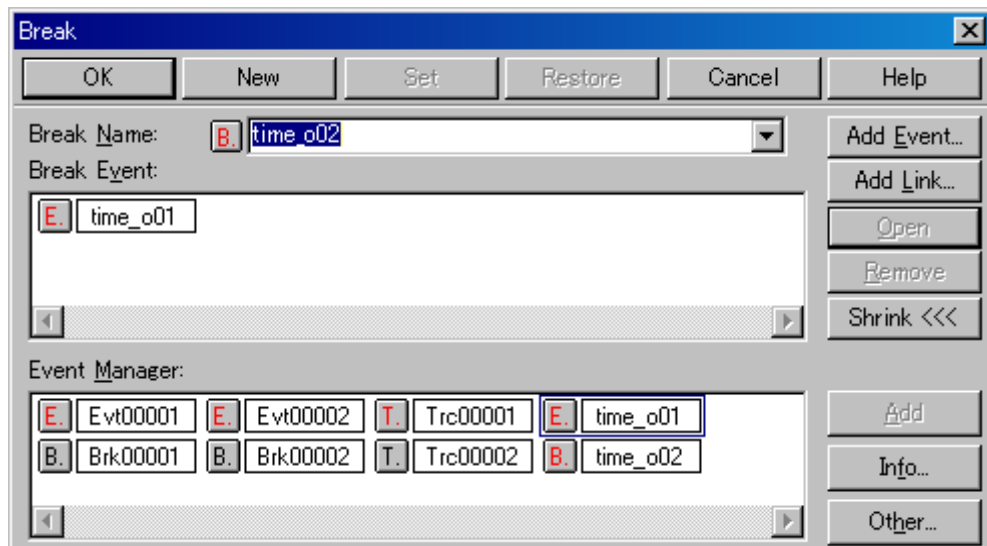 Break
OK New Set Restore Cancel Help
Break Name: B. time_o02 Add Event...
Break Event: Add Link...
E. time_o01
Open
Remove
Shrink <<<
Event Manager:
E. Evt00001 E. Evt00002 T. Trc00001 E. time_o01 Add
B. Brk00001 B. Brk00002 T. Trc00002 B. time_o02 Info...
Other...